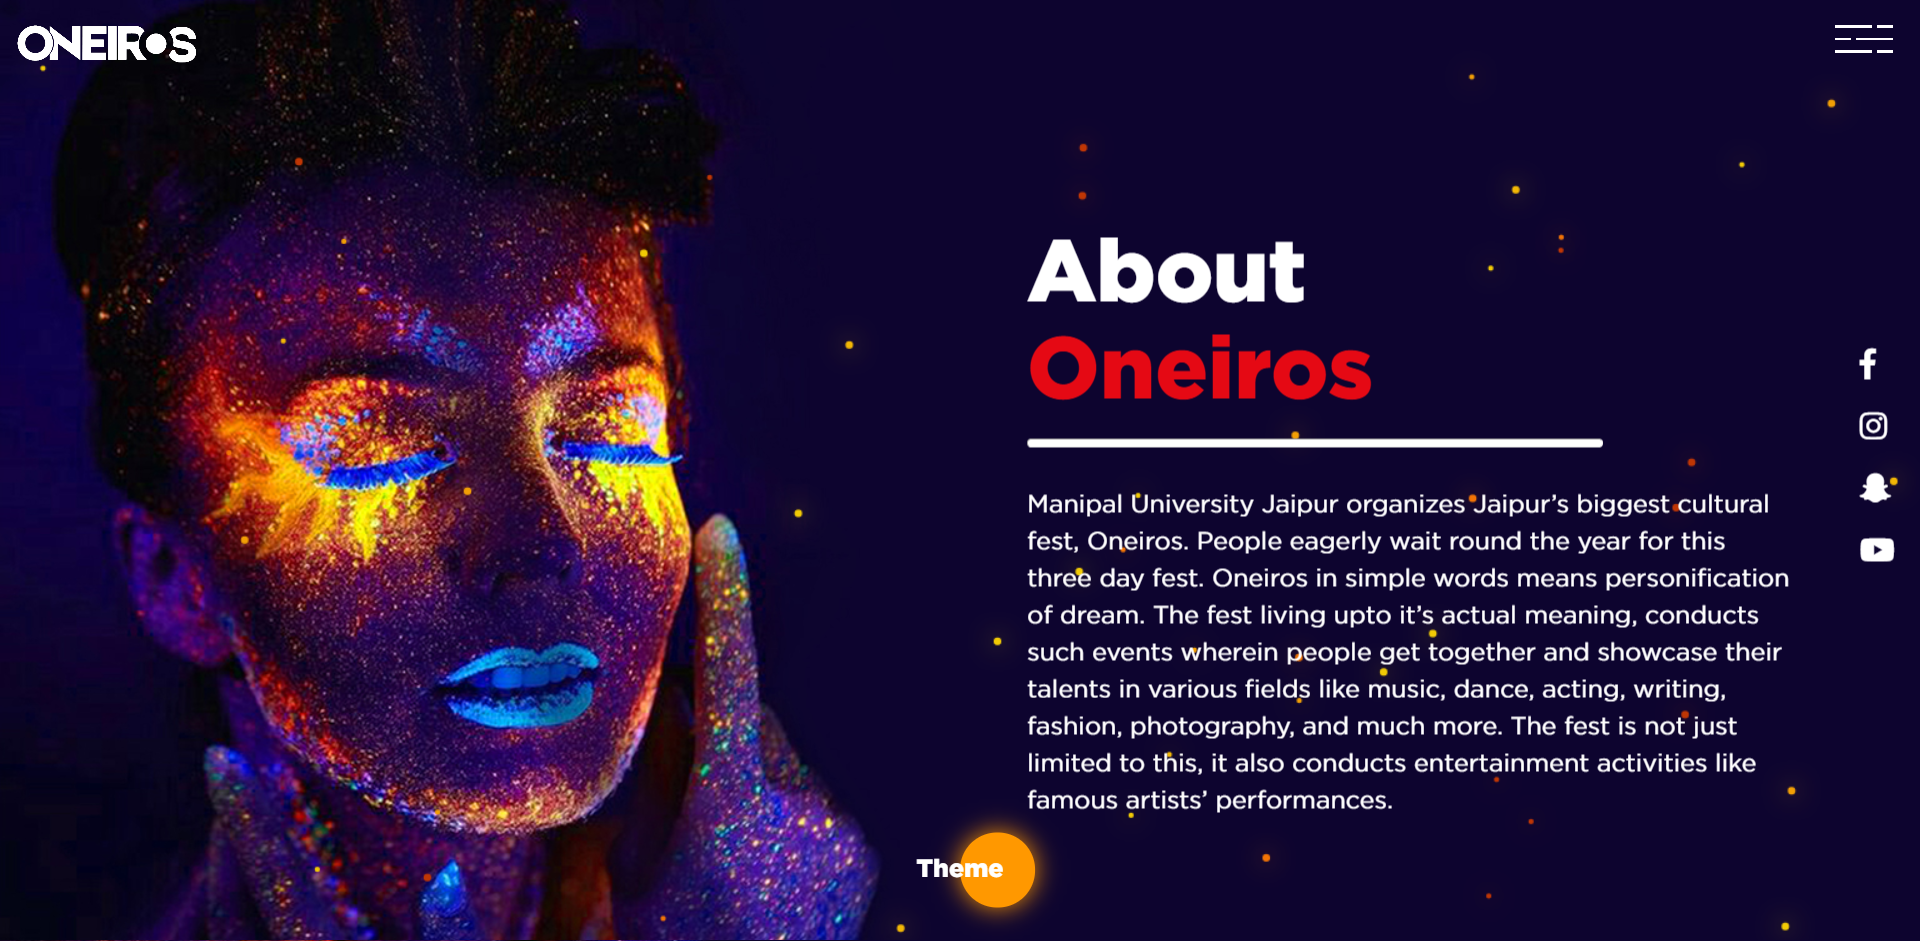 ONEIROS
About
Oneiros
Manipal University Jaipur organizes Jaipur’s biggest cultural
fest, Oneiros. People eagerly wait round the year for this
three day fest. Oneiros in simple words means personification
of dream. The fest living upto it’s actual meaning, conducts
such events wherein people get together and showcase their
talents in various fields like music, dance, acting, writing,
fashion, photography, and much more. The fest is not just
limited to this, it also conducts entertainment activities like
famous artists’ performances.
Theme